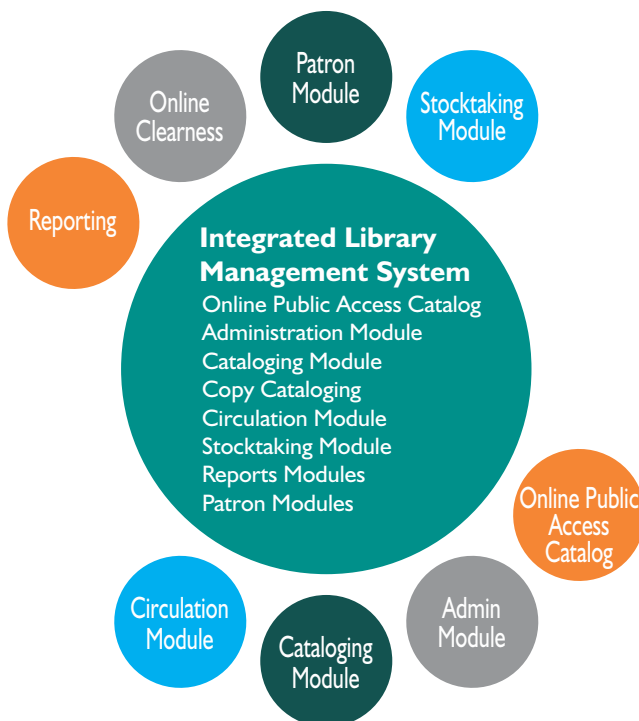 Patron
Module
Online
Clearness
Stocktaking
Module
Reporting
Integrated Library
Management System
Online Public Access Catalog
Administration Module
Cataloging Module
Copy Cataloging
Circulation Module
Stocktaking Module
Reports Modules
Patron Modules
Online Public
Access
Catalog
Circulation
Module
Admin
Module
Cataloging
Module